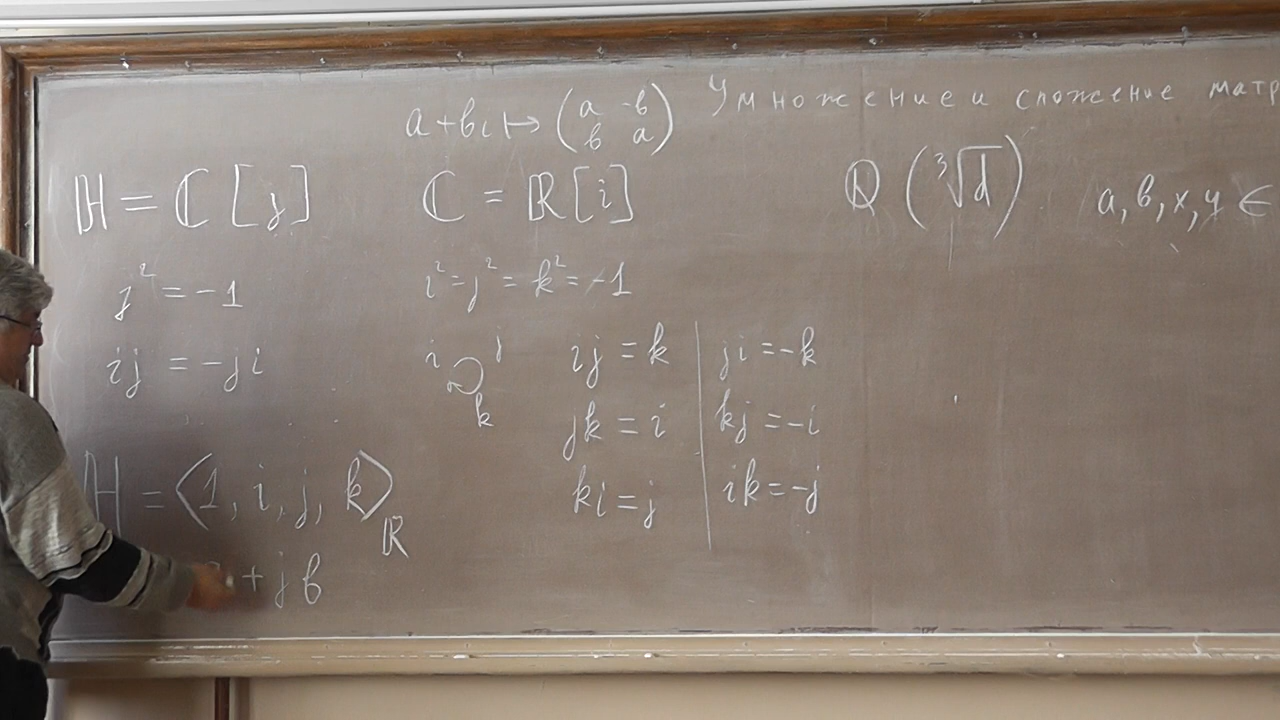 a + bi ↦ (a -b
b a) Умножение и сложение матр
ℍ = ℂ[j] ℂ = ℝ[i] ℚ(∛d) a, b, x, y ∈
j² = -1 i² = j² = k² = -1
ij = -ji i j k ij = k ji = -k
jk = i kj = -i
ℍ = ⟨1, i, j, k⟩ℝ ki = j ik = -j
+ jb